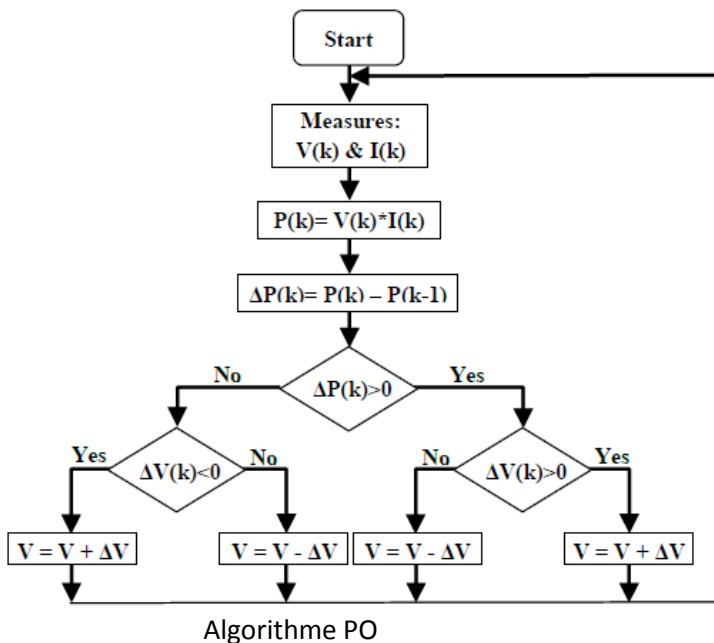 Start
Measures:
V(k) & I(k)
P(k)= V(k)*I(k)
ΔP(k)= P(k) – P(k-1)
No
ΔP(k)>0
Yes
Yes
ΔV(k)<0
No
No
ΔV(k)>0
Yes
V = V + ΔV
V = V - ΔV
V = V - ΔV
V = V + ΔV
Algorithme PO